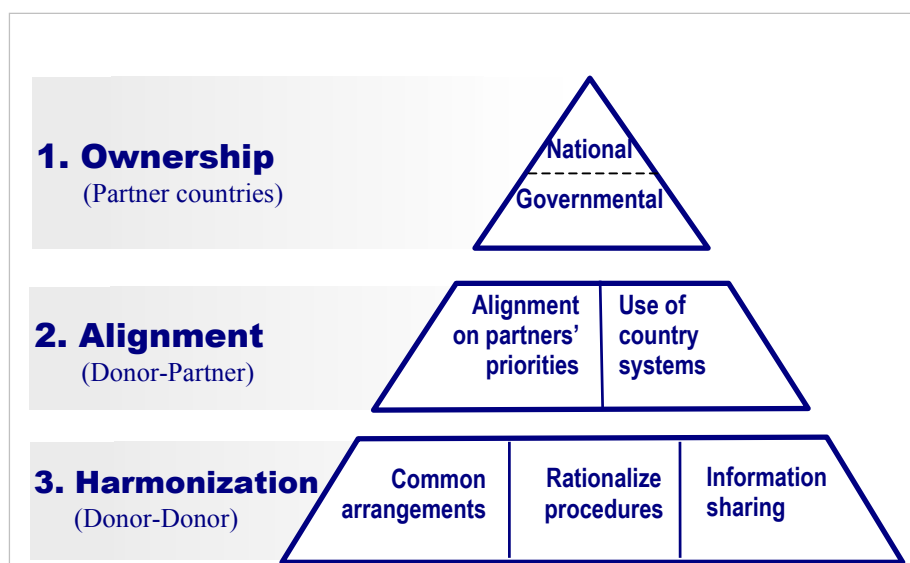 1. Ownership
(Partner countries)
National
Governmental
2. Alignment
(Donor-Partner)
Alignment
on partners’
priorities
Use of
country
systems
3. Harmonization
(Donor-Donor)
Common
arrangements
Rationalize
procedures
Information
sharing